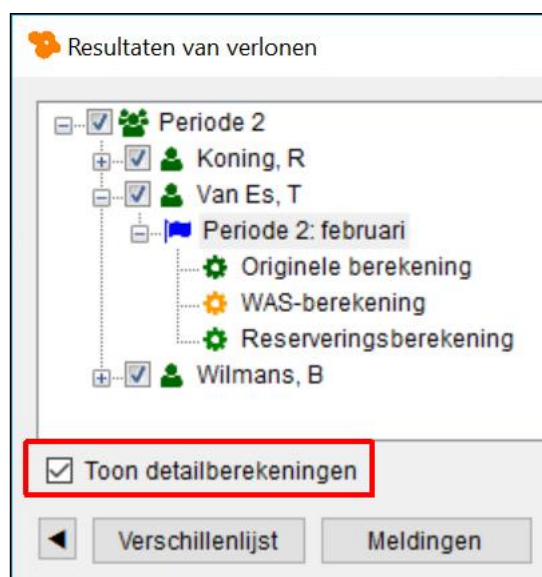 Resultaten van verlonen
Periode 2
Koning, R
Van Es, T
Periode 2: februari
Originele berekening
WAS-berekening
Reserveringsberekening
Wilmans, B
Toon detailberekeningen
Verschillenlijst Meldingen